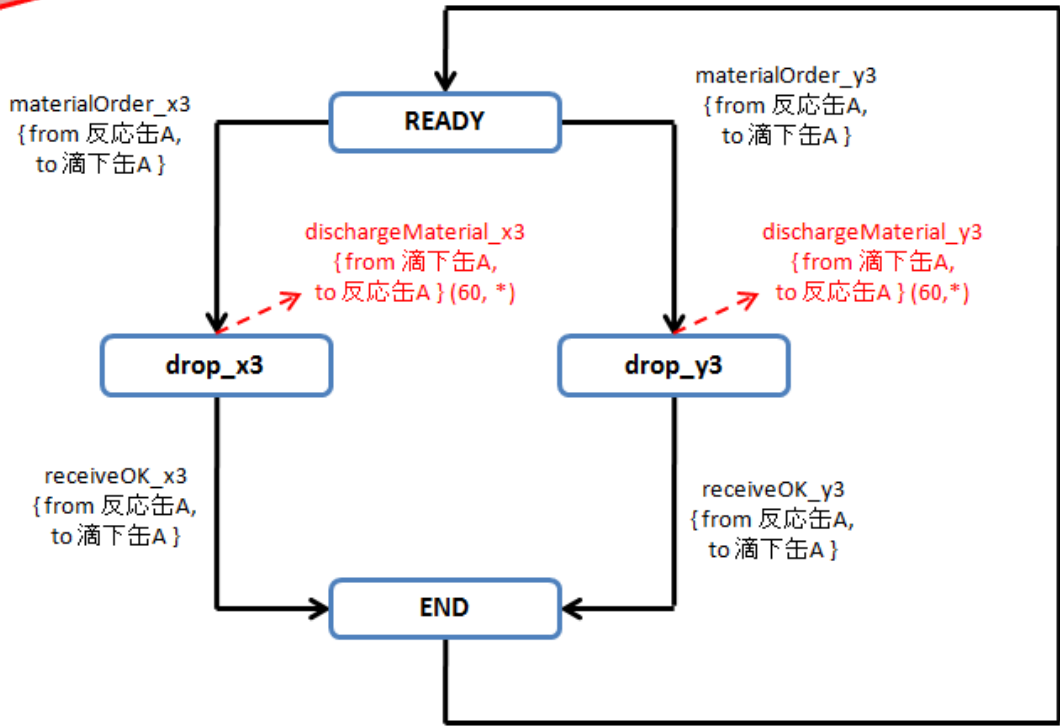 materialOrder_x3
{from 反応缶A,
to 滴下缶A }
READY
materialOrder_y3
{from 反応缶A,
to 滴下缶A }
dischargeMaterial_x3
{from 滴下缶A,
to 反応缶A } (60, *)
dischargeMaterial_y3
{from 滴下缶A,
to 反応缶A } (60,*)
drop_x3
drop_y3
receiveOK_x3
{from 反応缶A,
to 滴下缶A }
receiveOK_y3
{from 反応缶A,
to 滴下缶A }
END